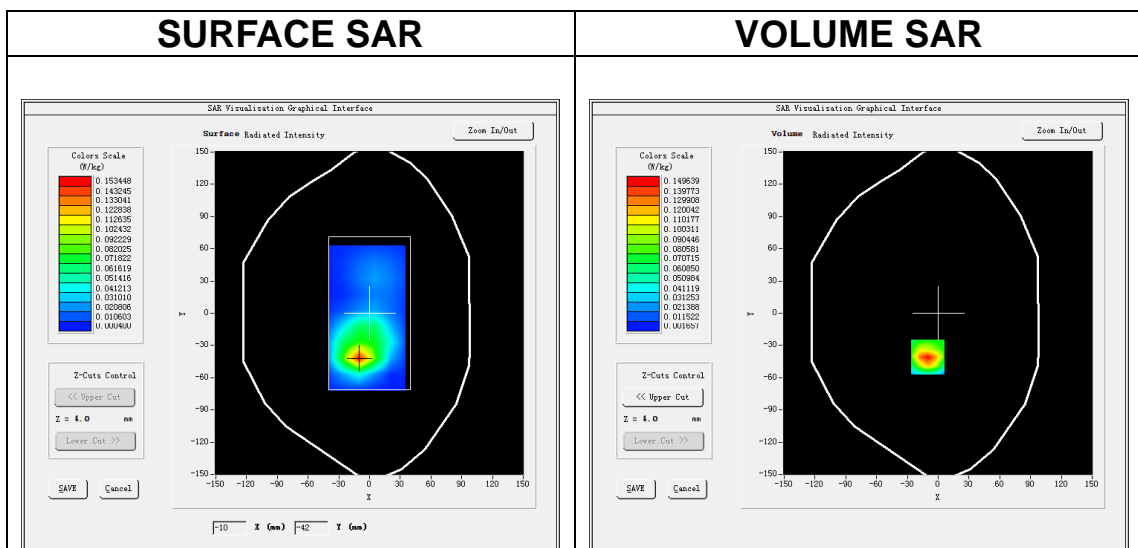 SURFACE SAR
VOLUME SAR
SAR Visualisation Graphical Interface
Surface Radiated Intensity
Zoom In/Out
Colors Scale
(W/kg)
0.153448
0.143245
0.133041
0.122838
0.112635
0.102432
0.092229
0.082025
0.071822
0.061619
0.051416
0.041213
0.031010
0.020806
0.010603
0.000400
150
120
90
60
30
0
-30
-60
-90
-120
-150
Y
-150 -120 -90 -60 -30 0 30 60 90 120 150
X
Z-Cuts Control
<< Upper Cut
Z = 4.0 mm
Lower Cut >>
SAVE Cancel
-10 X (mm) -42 Y (mm)
SAR Visualisation Graphical Interface
Volume Radiated Intensity
Zoom In/Out
Colors Scale
(W/kg)
0.149639
0.139773
0.129908
0.120042
0.110177
0.100311
0.090446
0.080581
0.070715
0.060850
0.050984
0.041119
0.031253
0.021388
0.011522
0.001657
150
120
90
60
30
0
-30
-60
-90
-120
-150
Y
-150 -120 -90 -60 -30 0 30 60 90 120 150
X
Z-Cuts Control
<< Upper Cut
Z = 4.0 mm
Lower Cut >>
SAVE Cancel